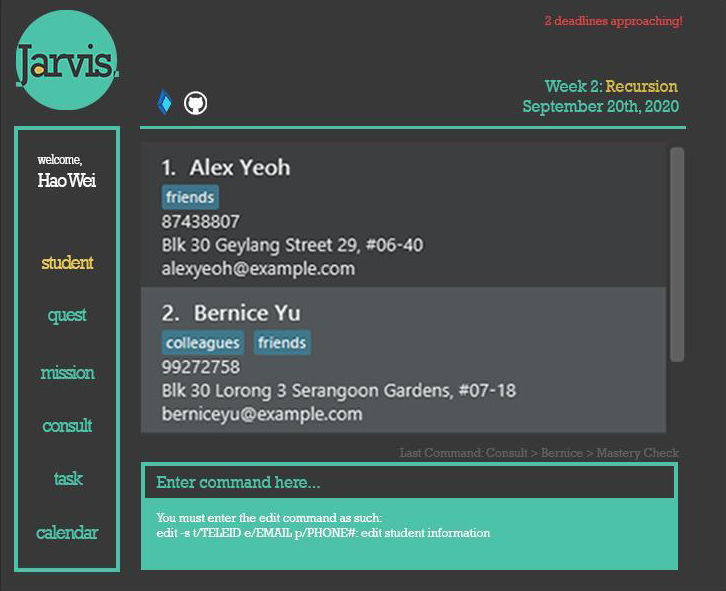 Jarvis.
2 deadlines approaching!
Week 2: Recursion
September 20th, 2020
welcome,
Hao Wei
student
quest
mission
consult
task
calendar
1. Alex Yeoh
friends
87438807
Blk 30 Geylang Street 29, #06-40
alexyeoh@example.com
2. Bernice Yu
colleagues friends
99272758
Blk 30 Lorong 3 Serangoon Gardens, #07-18
berniceyu@example.com
Last Command: Consult > Bernice > Mastery Check
Enter command here...
You must enter the edit command as such:
edit -s t/TELEID e/EMAIL p/PHONE#: edit student information